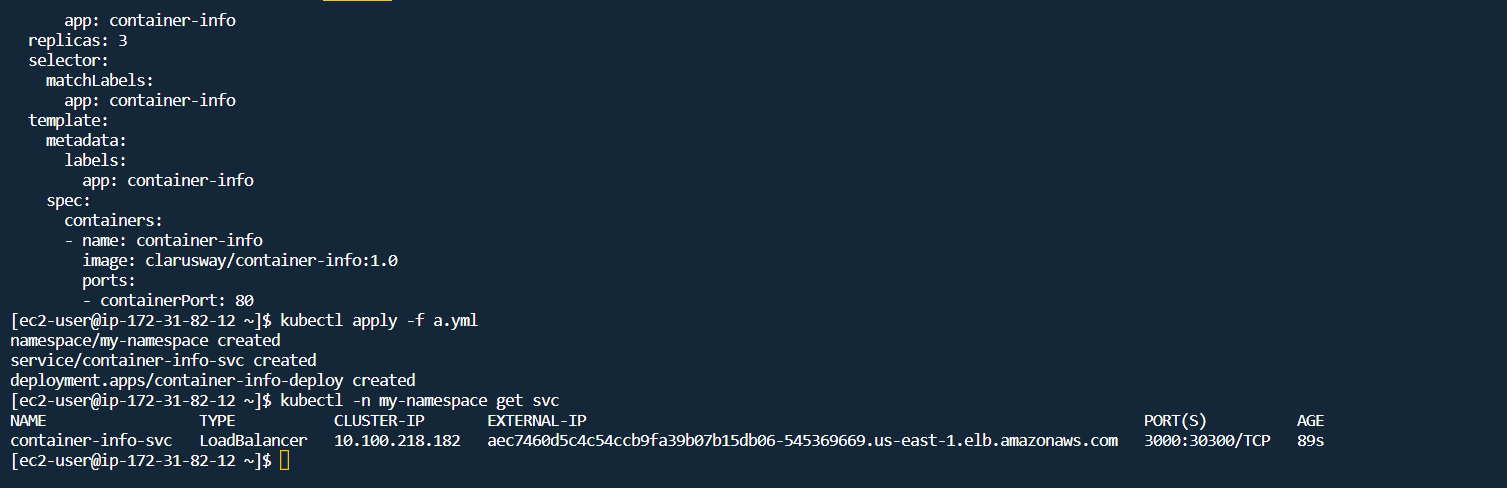 app: container-info
  replicas: 3
  selector:
    matchLabels:
      app: container-info
  template:
    metadata:
      labels:
        app: container-info
    spec:
      containers:
      - name: container-info
        image: clarusway/container-info:1.0
        ports:
        - containerPort: 80
[ec2-user@ip-172-31-82-12 ~]$ kubectl apply -f a.yml
namespace/my-namespace created
service/container-info-svc created
deployment.apps/container-info-deploy created
[ec2-user@ip-172-31-82-12 ~]$ kubectl -n my-namespace get svc
NAME                 TYPE           CLUSTER-IP       EXTERNAL-IP                                                              PORT(S)          AGE
container-info-svc   LoadBalancer   10.100.218.182   aec7460d5c4c54ccb9fa39b07b15db06-545369669.us-east-1.elb.amazonaws.com   3000:30300/TCP   89s
[ec2-user@ip-172-31-82-12 ~]$